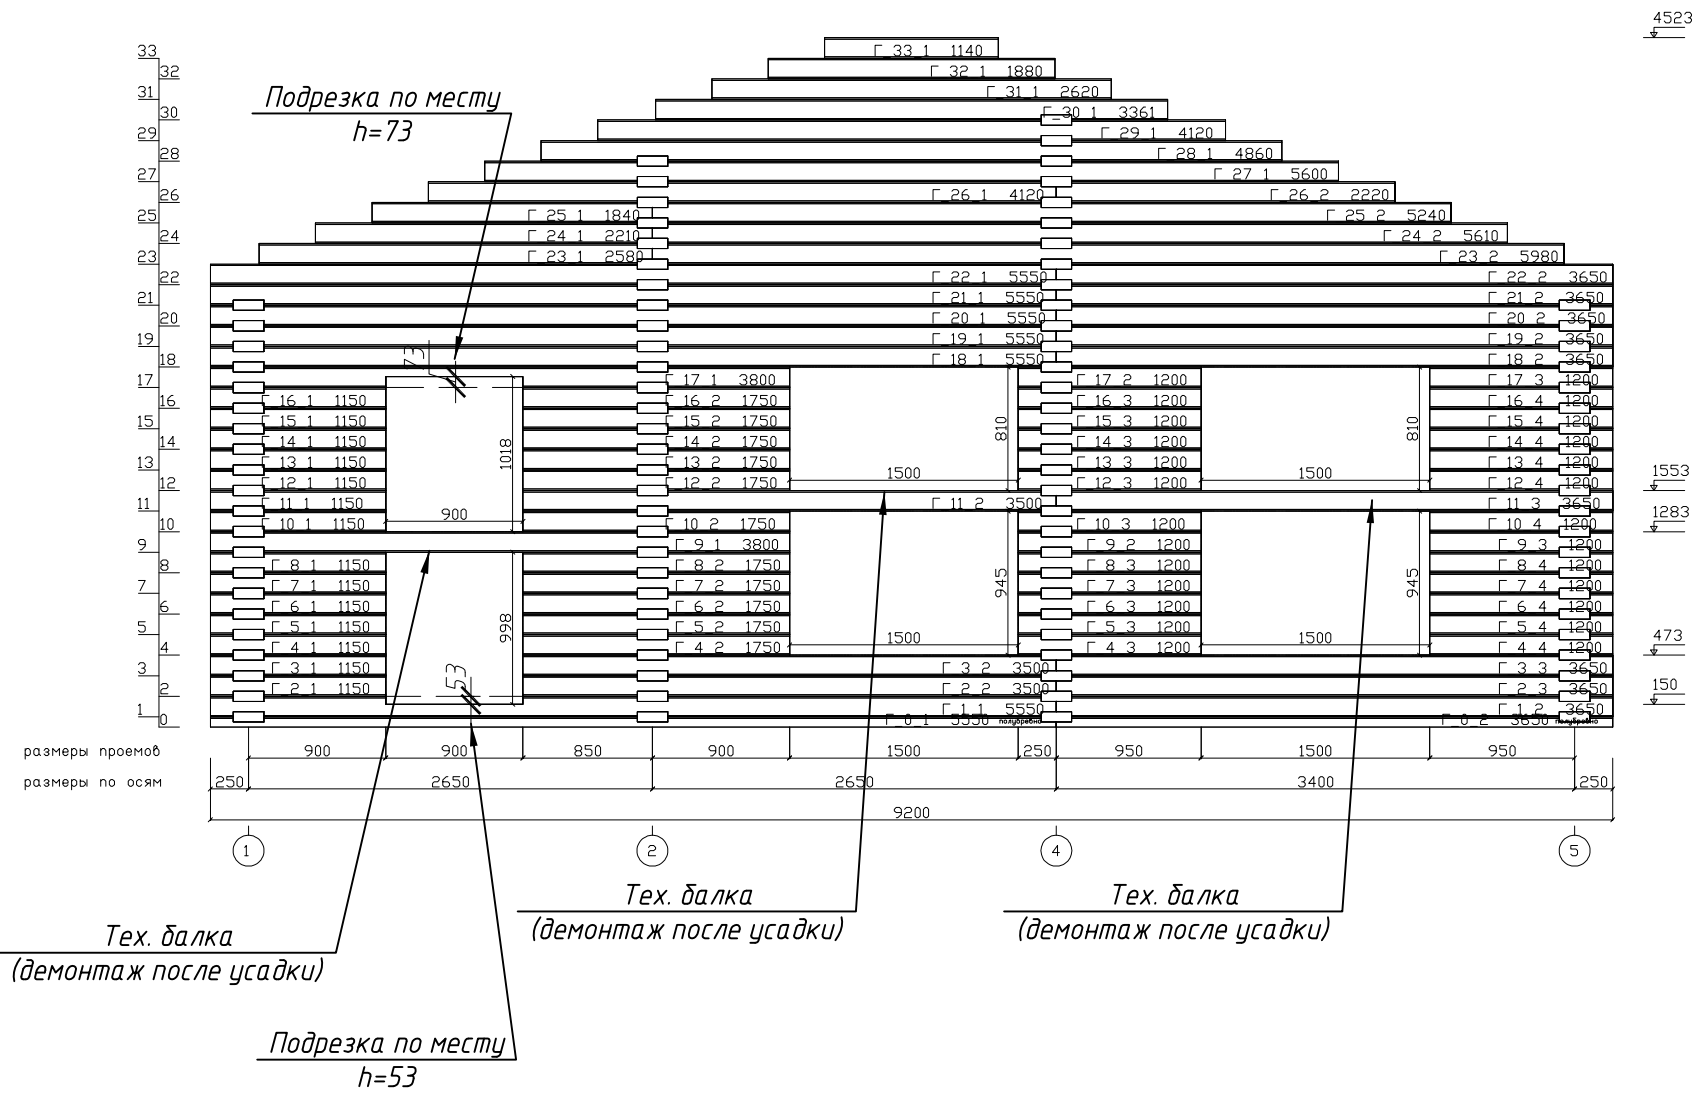 4523
33
Г_33_1 1140
32
Г_32_1 1880
31
Г_31_1 2620
30
Г_30_1 3361
29
Г_29_1 4120
28
Г_28_1 4860
27
Г_27_1 5600
26
Г_26_1 4120 Г_26_2 2220
25
Г_25_1 1840 Г_25_2 5240
24
Г_24_1 2210 Г_24_2 5610
23
Г_23_1 2580 Г_23_2 5980
22
Г_22_1 5550 Г_22_2 3650
21
Г_21_1 5550 Г_21_2 3650
20
Г_20_1 5550 Г_20_2 3650
19
Г_19_1 5550 Г_19_2 3650
18
Г_18_1 5550 Г_18_2 3650
17
Г_17_1 3800 Г_17_2 1200 Г_17_3 1200
16
Г_16_1 1150 Г_16_2 1750 Г_16_3 1200 Г_16_4 1200
15
Г_15_1 1150 Г_15_2 1750 Г_15_3 1200 Г_15_4 1200
14
Г_14_1 1150 Г_14_2 1750 Г_14_3 1200 Г_14_4 1200
13
Г_13_1 1150 Г_13_2 1750 Г_13_3 1200 Г_13_4 1200
12
Г_12_1 1150 Г_12_2 1750 Г_12_3 1200 Г_12_4 1200
11
Г_11_1 1150 Г_11_2 3500 Г_11_3 3650
10
Г_10_1 1150 Г_10_2 1750 Г_10_3 1200 Г_10_4 1200
9
Г_9_1 3800 Г_9_2 1200 Г_9_3 1200
8
Г_8_1 1150 Г_8_2 1750 Г_8_3 1200 Г_8_4 1200
7
Г_7_1 1150 Г_7_2 1750 Г_7_3 1200 Г_7_4 1200
6
Г_6_1 1150 Г_6_2 1750 Г_6_3 1200 Г_6_4 1200
5
Г_5_1 1150 Г_5_2 1750 Г_5_3 1200 Г_5_4 1200
4
Г_4_1 1150 Г_4_2 1750 Г_4_3 1200 Г_4_4 1200
3
Г_3_1 1150 Г_3_2 3500 Г_3_3 3650
2
Г_2_1 1150 Г_2_2 3500 Г_2_3 3650
1
Г_1_1 5550 Г_1_2 3650
0
Г_0_1 5550 полубревно Г_0_2 3650 полубревно
Подрезка по месту
h=73
73
1018
900
998
53
810
1500
945
1500
810
1500
945
1500
1553
1283
473
150
размеры проемов 900 900 850 900 1500 250 950 1500 950
размеры по осям 250 2650 2650 3400 250
9200
1 2 4 5
Тех. балка
(демонтаж после усадки)
Тех. балка
(демонтаж после усадки)
Тех. балка
(демонтаж после усадки)
Подрезка по месту
h=53